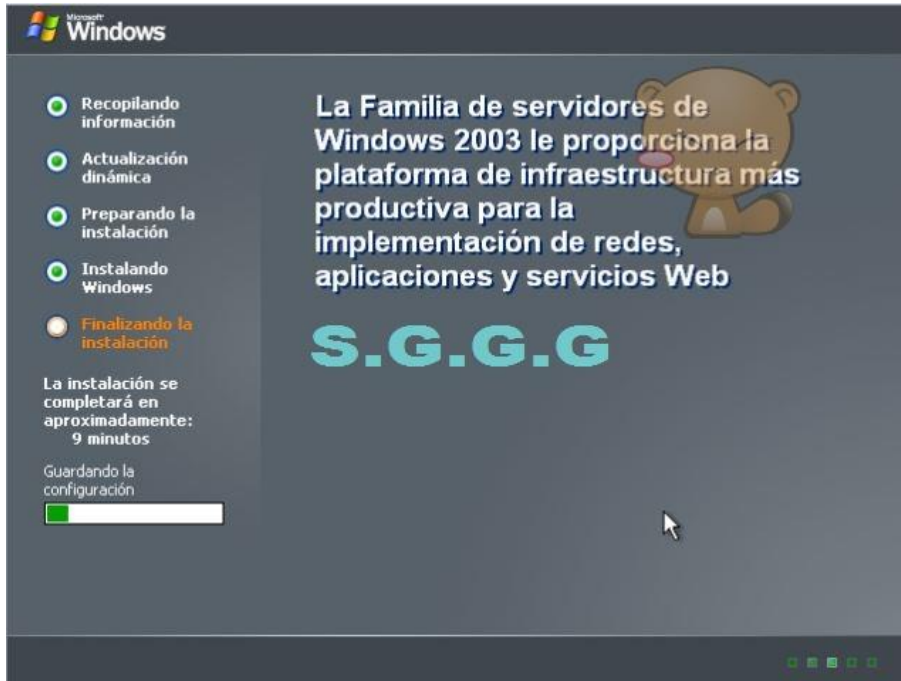 Microsoft
Windows
Recopilando
información
Actualización
dinámica
Preparando la
instalación
Instalando
Windows
Finalizando la
instalación
La instalación se
completará en
aproximadamente:
9 minutos
Guardando la
configuración
La Familia de servidores de
Windows 2003 le proporciona la
plataforma de infraestructura más
productiva para la
implementación de redes,
aplicaciones y servicios Web
S.G.G.G